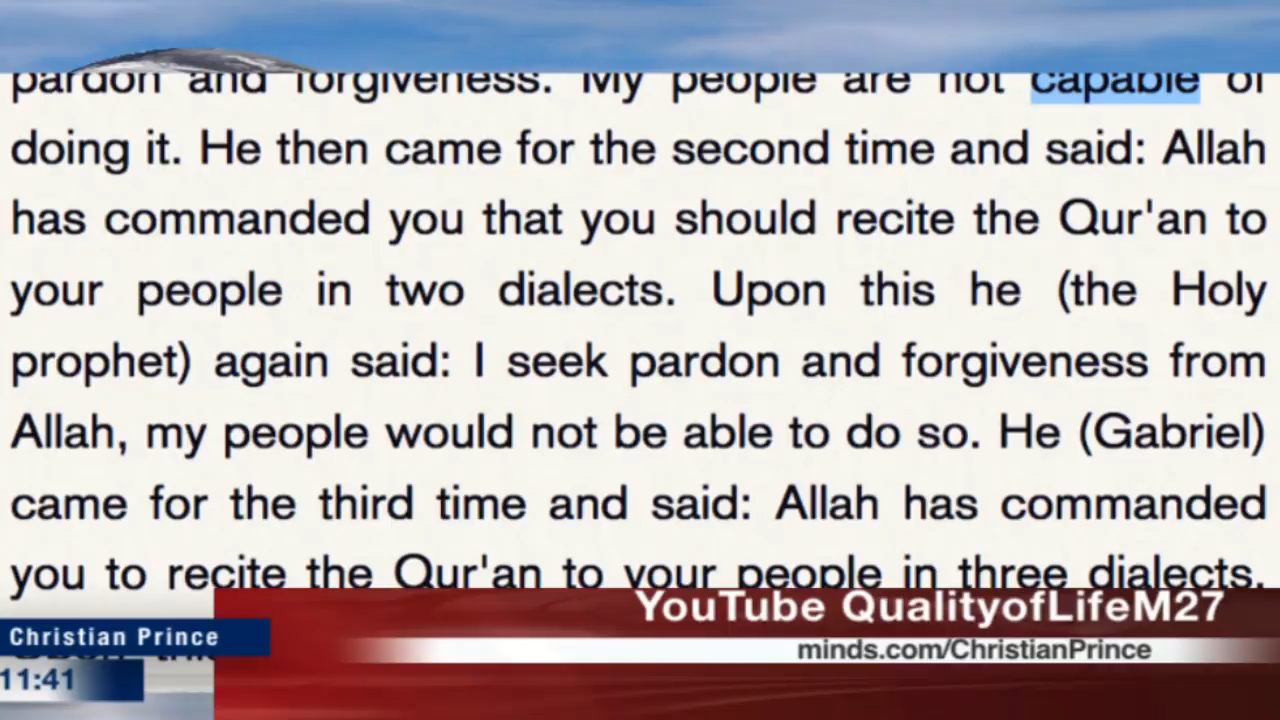 pardon and forgiveness. My people are not capable of
doing it. He then came for the second time and said: Allah
has commanded you that you should recite the Qur'an to
your people in two dialects. Upon this he (the Holy
prophet) again said: I seek pardon and forgiveness from
Allah, my people would not be able to do so. He (Gabriel)
came for the third time and said: Allah has commanded
you to recite the Qur'an to your people in three dialects.
YouTube QualityofLifeM27
Christian Prince
minds.com/ChristianPrince
11:41